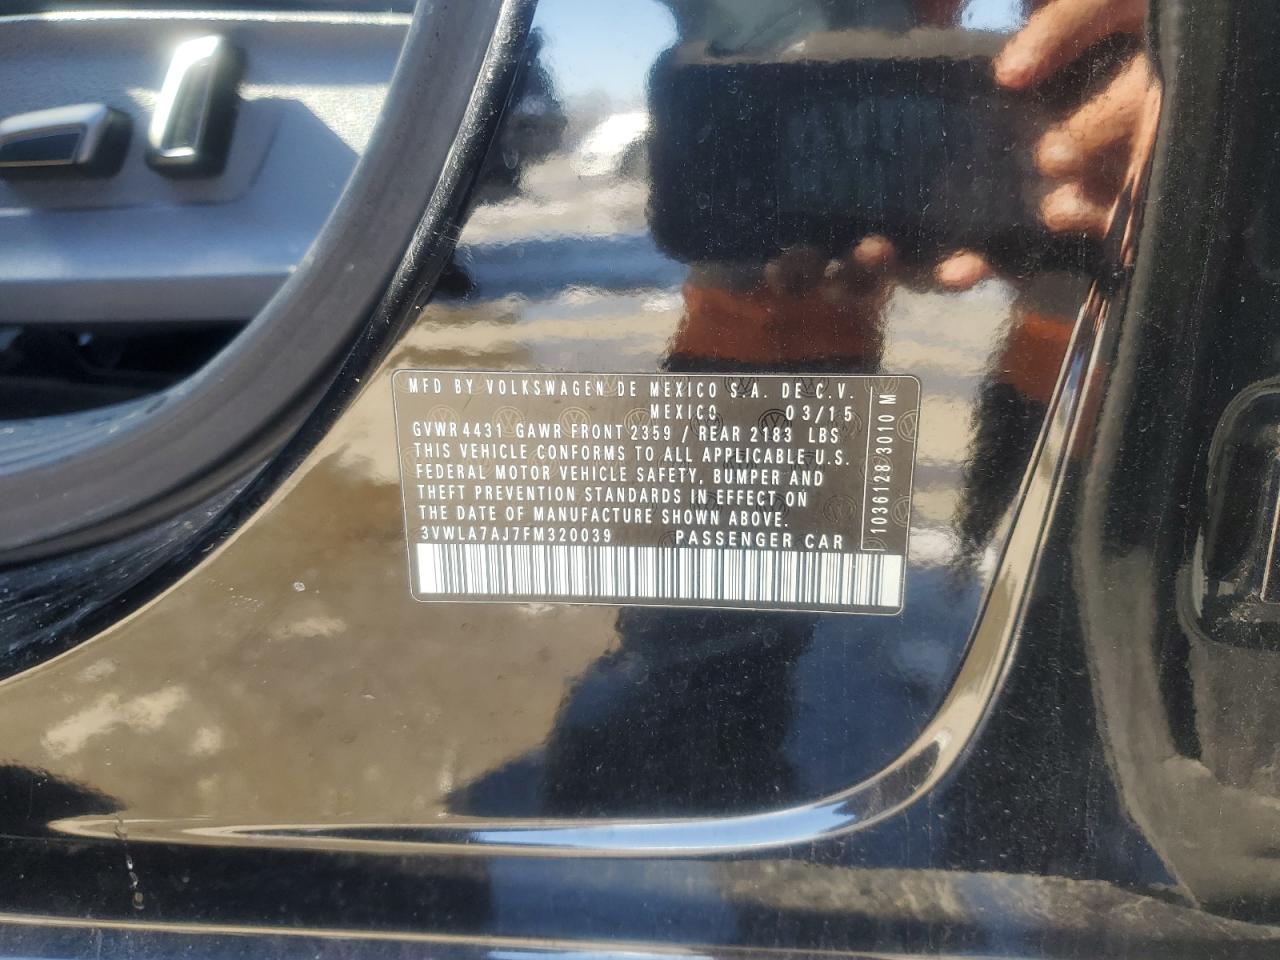 MFD BY VOLKSWAGEN DE MEXICO S.A. DE C.V.
MEXICO 03/15
GVWR 4431 GAWR FRONT 2359 / REAR 2183 LBS
THIS VEHICLE CONFORMS TO ALL APPLICABLE U.S.
FEDERAL MOTOR VEHICLE SAFETY, BUMPER AND
THEFT PREVENTION STANDARDS IN EFFECT ON
THE DATE OF MANUFACTURE SHOWN ABOVE.
3VWLA7AJ7FM320039 PASSENGER CAR
1036128 3010 M